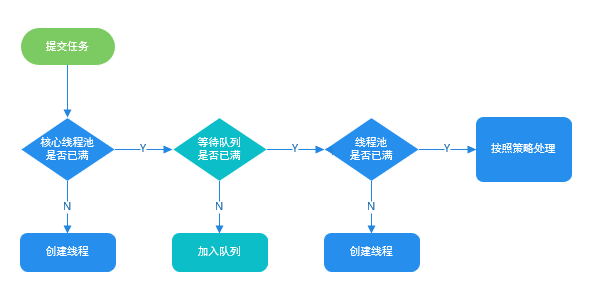 提交任务
核心线程池
是否已满
Y
等待队列
是否已满
Y
线程池
是否已满
Y
按照策略处理
N
N
N
创建线程
加入队列
创建线程